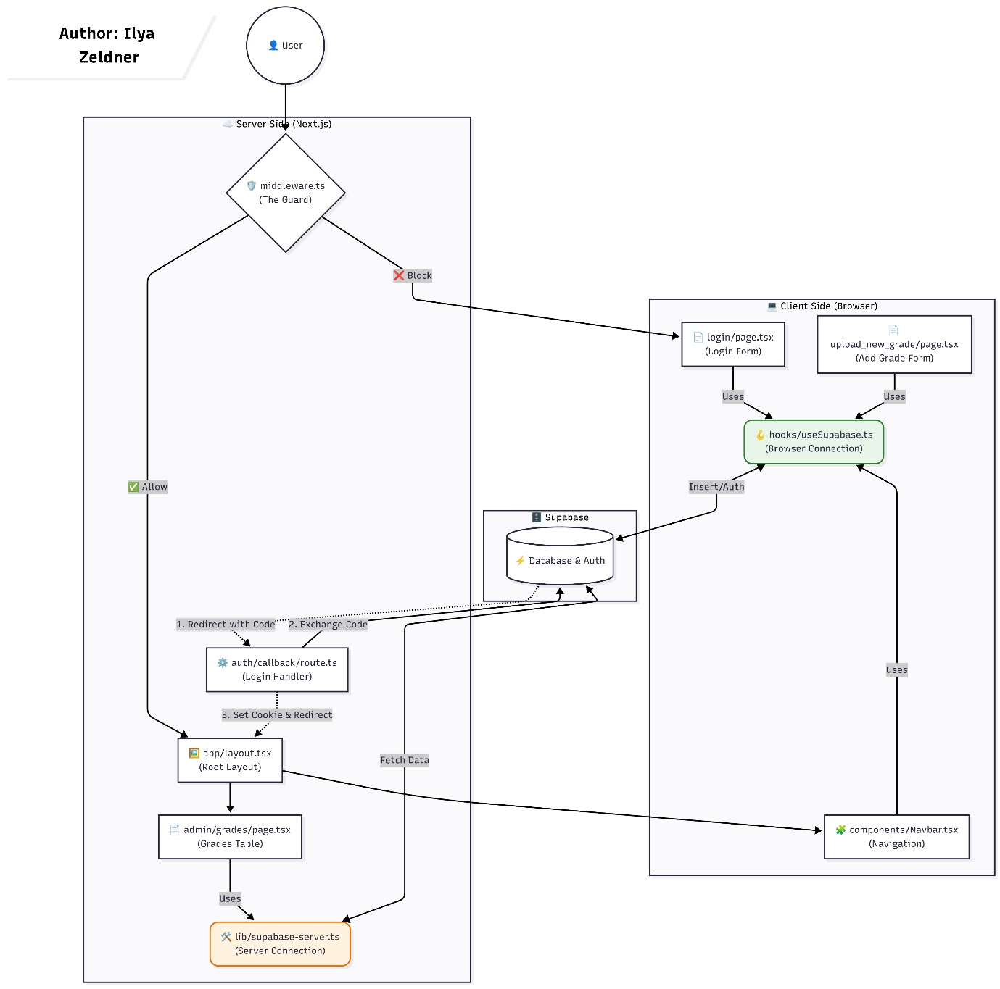 Author: Ilya
Zeldner
👤 User
☁️ Server Side (Next.js)
🛡️ middleware.ts
(The Guard)
❌ Block
💻 Client Side (Browser)
📄 login/page.tsx
(Login Form)
📄
upload_new_grade/page.tsx
(Add Grade Form)
Uses
Uses
🪝 hooks/useSupabase.ts
(Browser Connection)
✅ Allow
Insert/Auth
🗄️ Supabase
⚡ Database & Auth
1. Redirect with Code
2. Exchange Code
⚙️ auth/callback/route.ts
(Login Handler)
Uses
3. Set Cookie & Redirect
🖼️ app/layout.tsx
(Root Layout)
Fetch Data
📄 admin/grades/page.tsx
(Grades Table)
🧩 components/Navbar.tsx
(Navigation)
Uses
🛠️ lib/supabase-server.ts
(Server Connection)